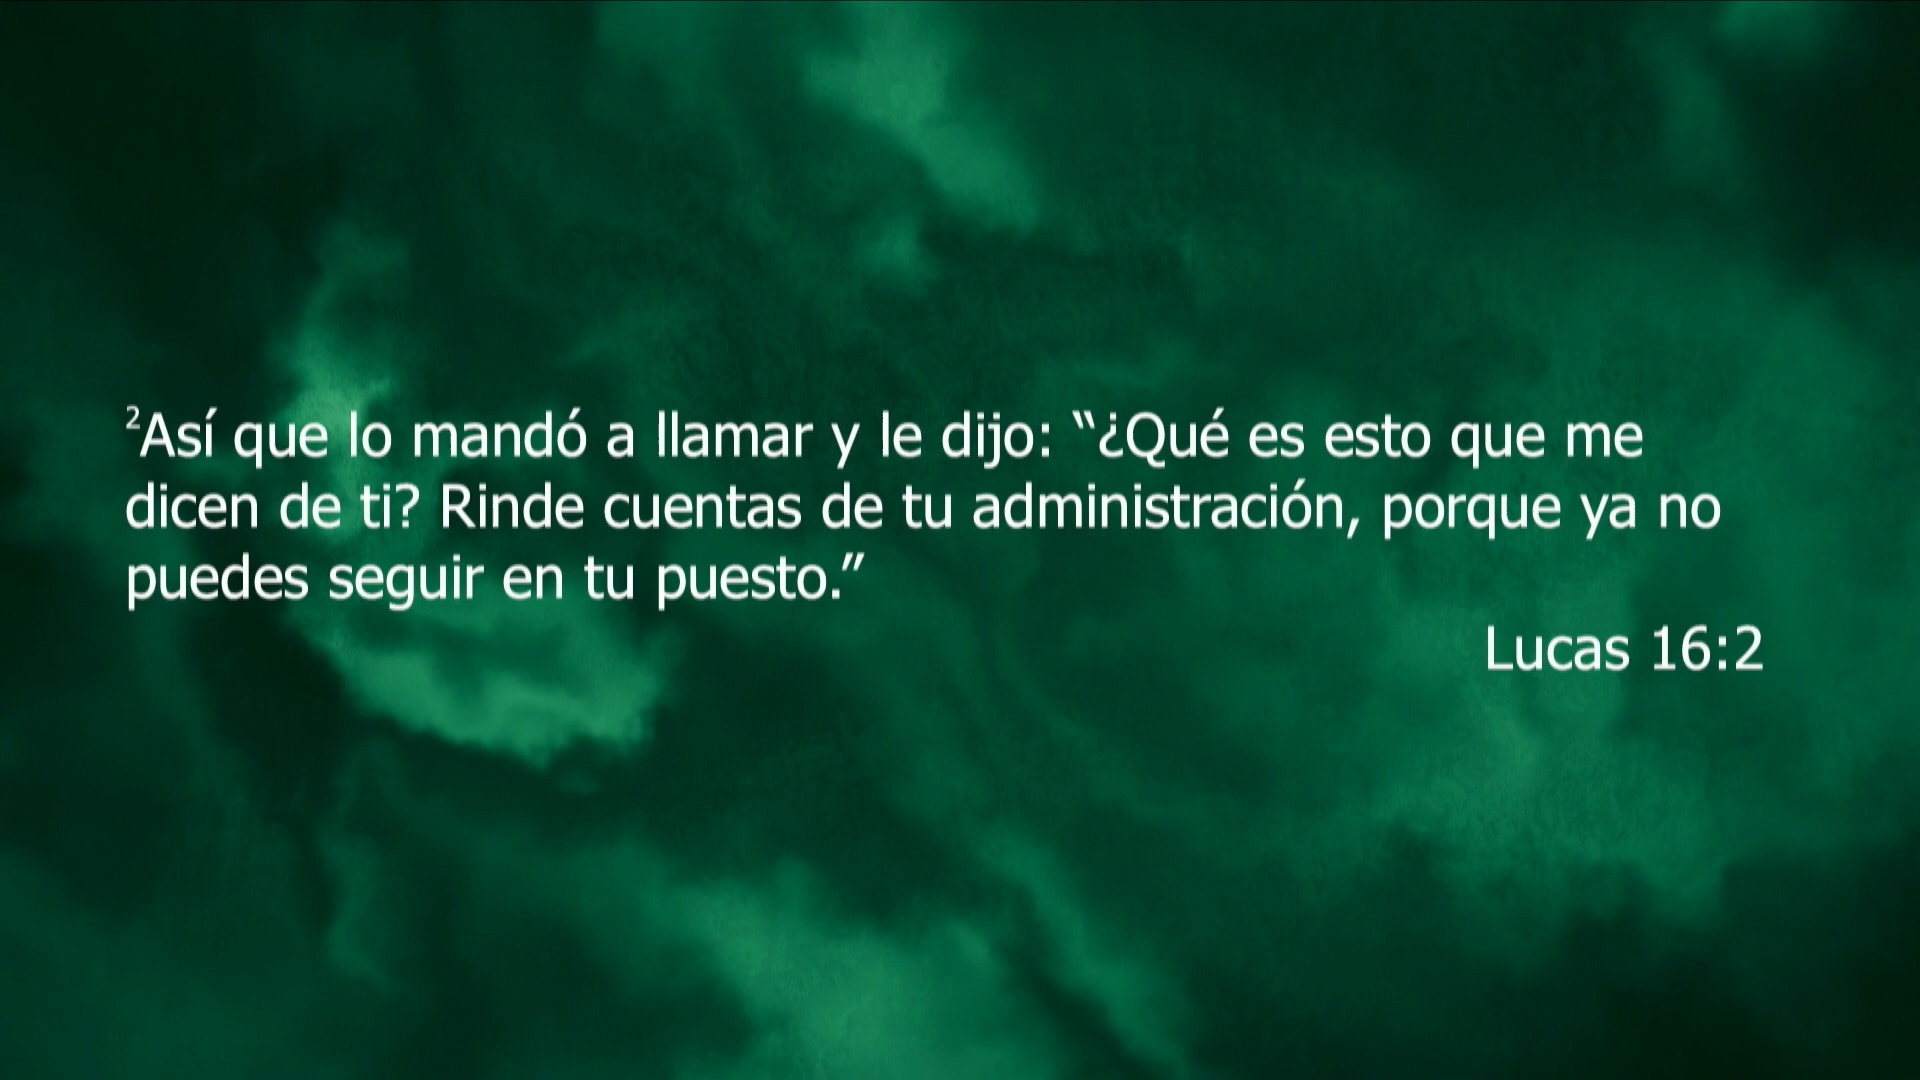 ²Así que lo mandó a llamar y le dijo: “¿Qué es esto que me
dicen de ti? Rinde cuentas de tu administración, porque ya no
puedes seguir en tu puesto.”
Lucas 16:2